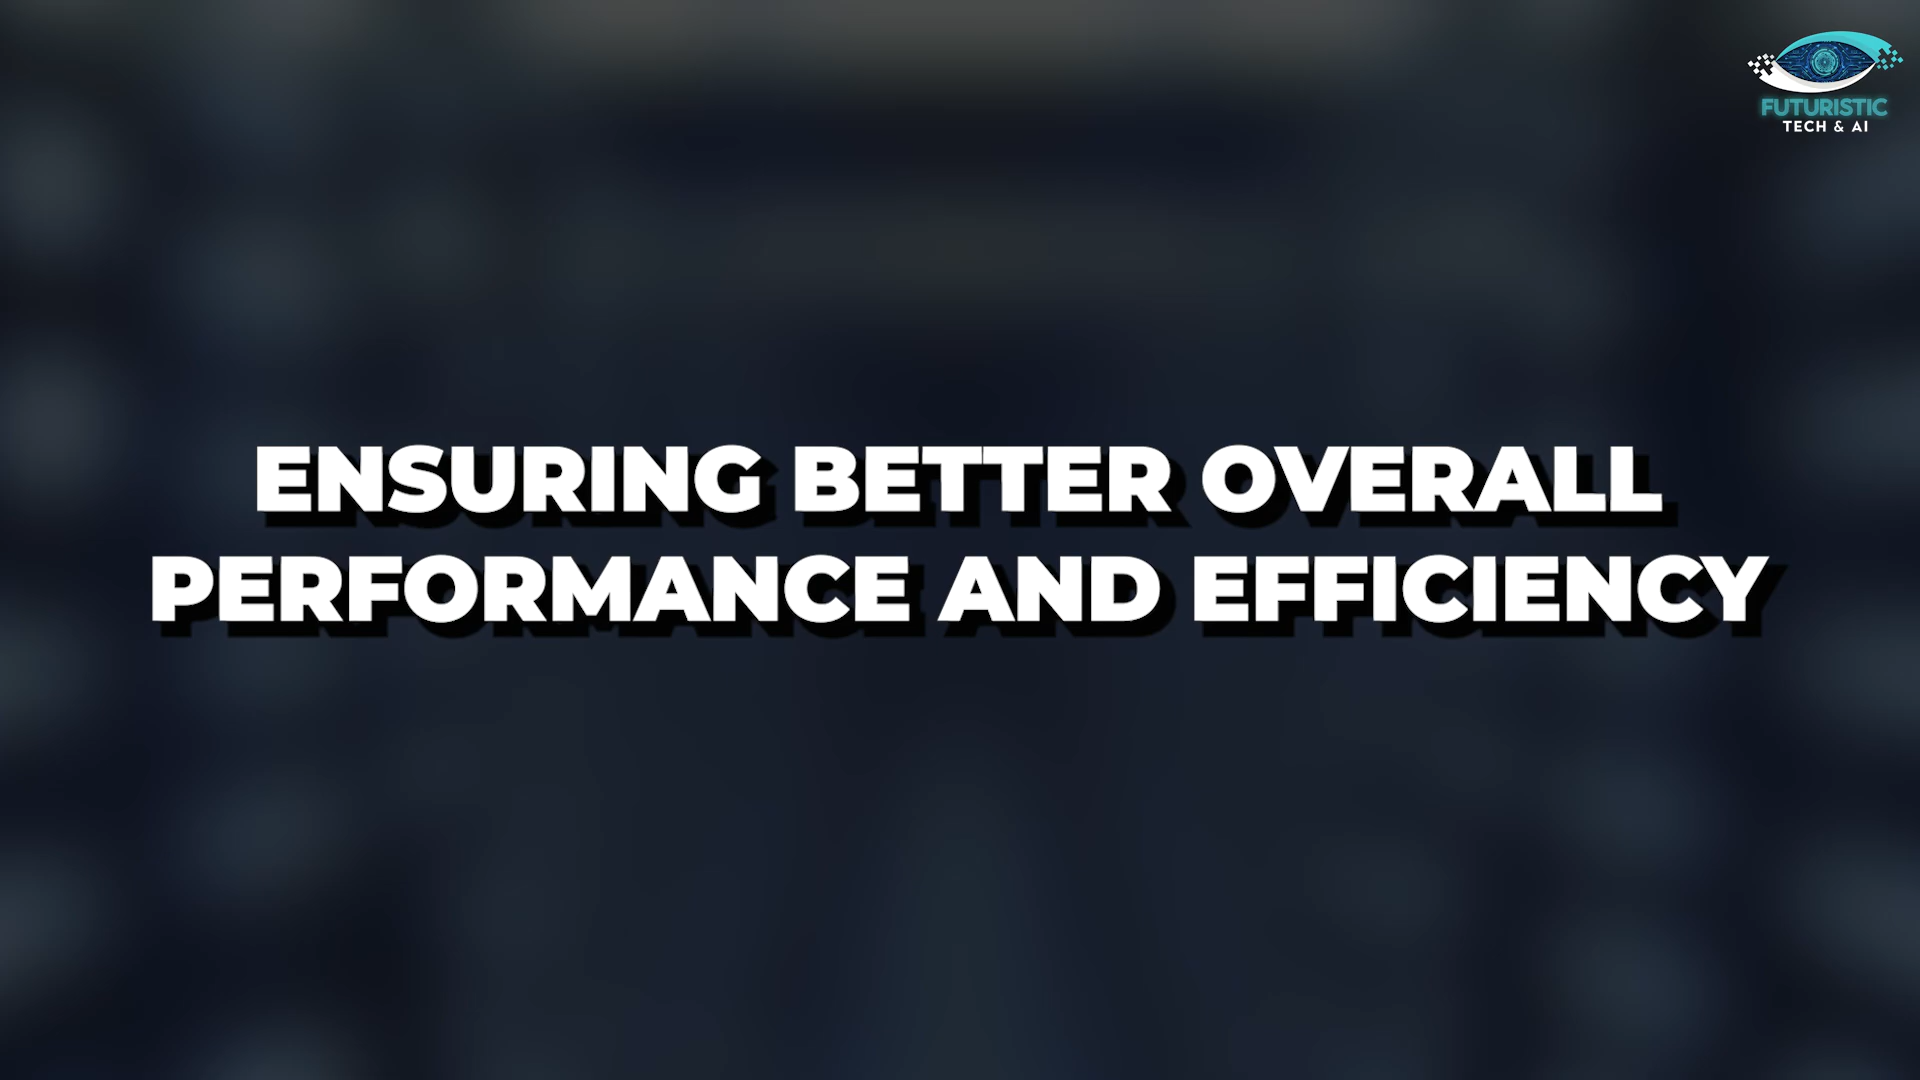 FUTURISTIC
TECH & AI
ENSURING BETTER OVERALL
PERFORMANCE AND EFFICIENCY